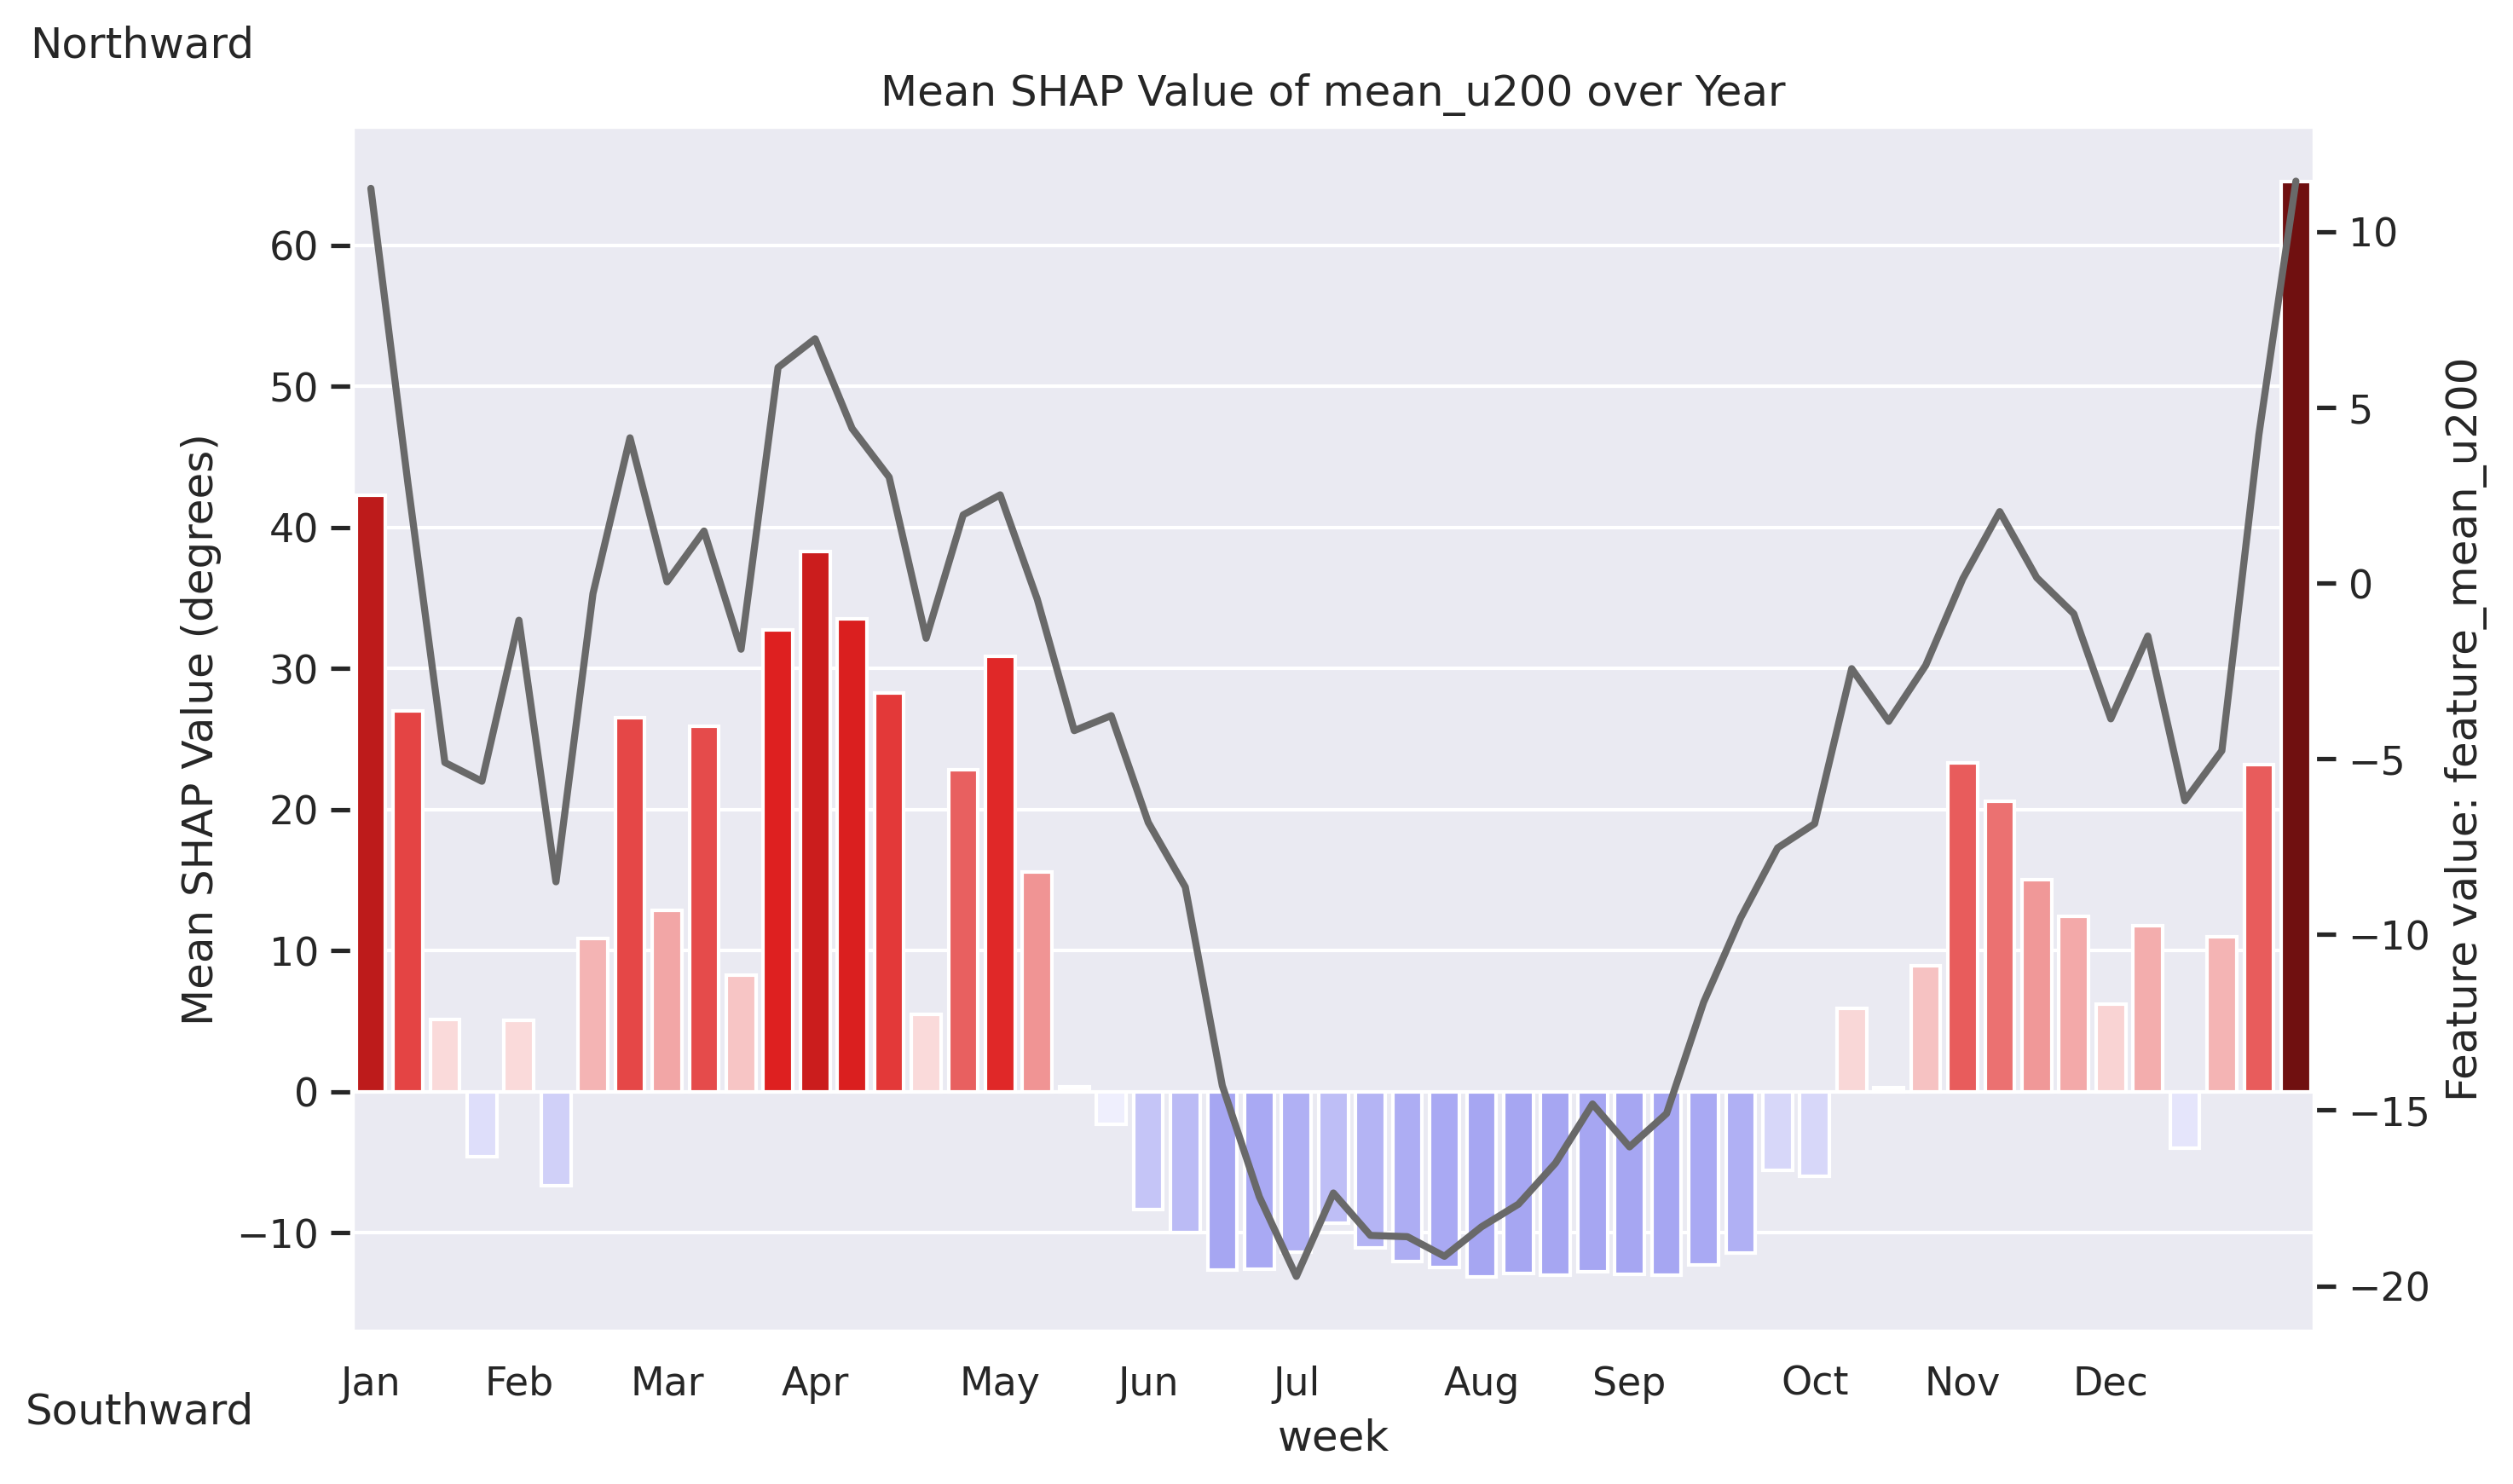 Northward
Mean SHAP Value of mean_u200 over Year
Mean SHAP Value (degrees)
60
50
40
30
20
10
0
−10
10
5
0
−5
−10
−15
−20
Feature value: feature_mean_u200
Jan Feb Mar Apr May Jun Jul Aug Sep Oct Nov Dec
week
Southward